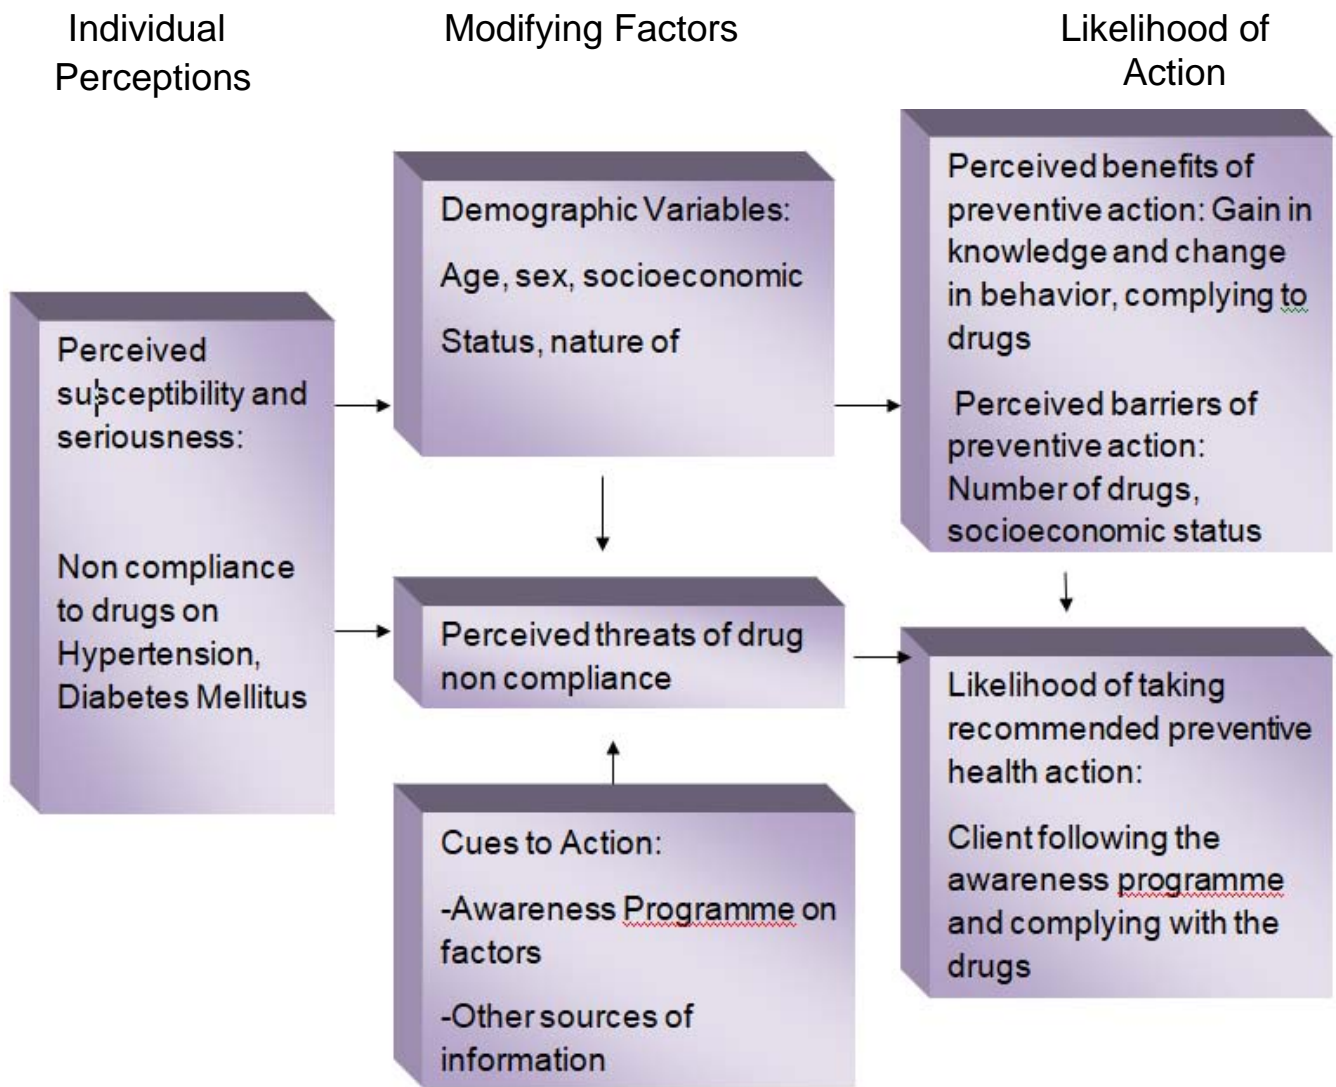 Individual
Perceptions
Modifying Factors
Likelihood of
Action
Perceived
susceptibility and
seriousness:
Non compliance
to drugs on
Hypertension,
Diabetes Mellitus
Demographic Variables:
Age, sex, socioeconomic
Status, nature of
Perceived threats of drug
non compliance
Cues to Action:
-Awareness Programme on
factors
-Other sources of
information
Perceived benefits of
preventive action: Gain in
knowledge and change
in behavior, complying to
drugs
Perceived barriers of
preventive action:
Number of drugs,
socioeconomic status
Likelihood of taking
recommended preventive
health action:
Client following the
awareness programme
and complying with the
drugs